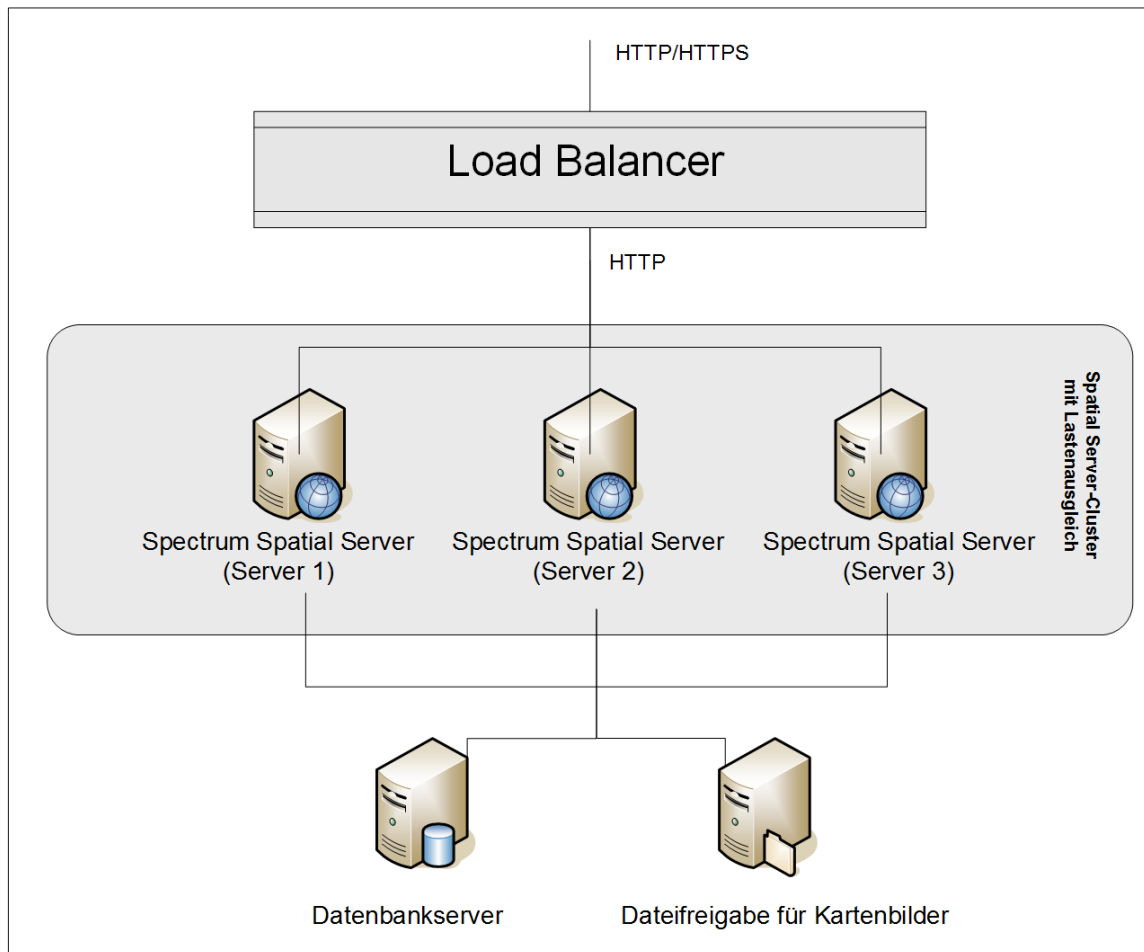 HTTP/HTTPS
Load Balancer
HTTP
Spatial Server-Cluster
mit Lastenausgleich
Spectrum Spatial Server
(Server 1)
Spectrum Spatial Server
(Server 2)
Spectrum Spatial Server
(Server 3)
Datenbankserver
Dateifreigabe für Kartenbilder